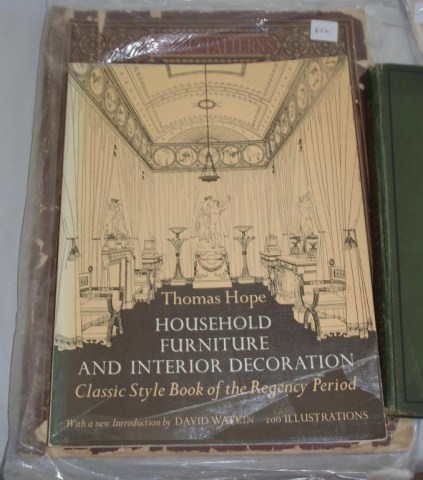 PATTERNS
Thomas Hope
HOUSEHOLD
FURNITURE
AND INTERIOR DECORATION
Classic Style Book of the Regency Period
With a new Introduction by DAVID WATKIN 200 ILLUSTRATIONS